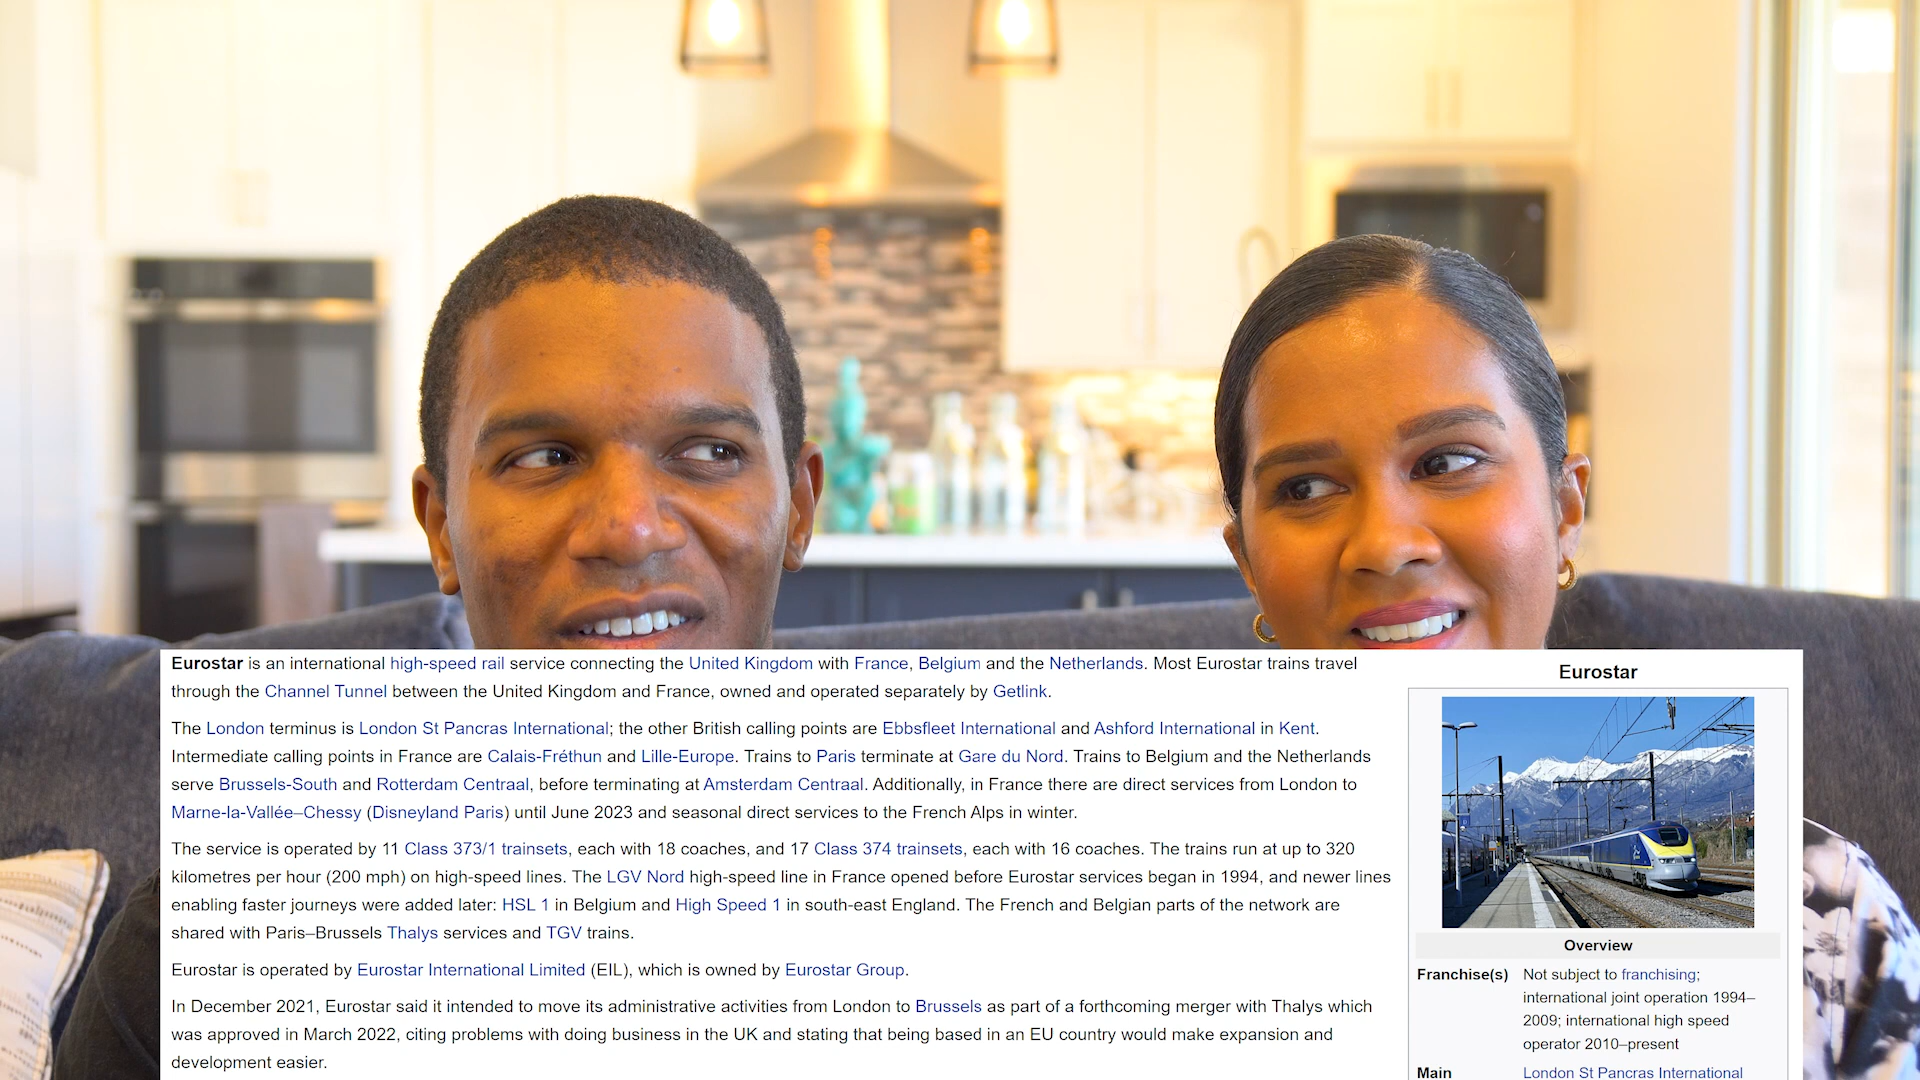 Eurostar is an international high-speed rail service connecting the United Kingdom with France, Belgium and the Netherlands. Most Eurostar trains travel
through the Channel Tunnel between the United Kingdom and France, owned and operated separately by Getlink.
The London terminus is London St Pancras International; the other British calling points are Ebbsfleet International and Ashford International in Kent.
Intermediate calling points in France are Calais-Fréthun and Lille-Europe. Trains to Paris terminate at Gare du Nord. Trains to Belgium and the Netherlands
serve Brussels-South and Rotterdam Centraal, before terminating at Amsterdam Centraal. Additionally, in France there are direct services from London to
Marne-la-Vallée–Chessy (Disneyland Paris) until June 2023 and seasonal direct services to the French Alps in winter.
The service is operated by 11 Class 373/1 trainsets, each with 18 coaches, and 17 Class 374 trainsets, each with 16 coaches. The trains run at up to 320
kilometres per hour (200 mph) on high-speed lines. The LGV Nord high-speed line in France opened before Eurostar services began in 1994, and newer lines
enabling faster journeys were added later: HSL 1 in Belgium and High Speed 1 in south-east England. The French and Belgian parts of the network are
shared with Paris–Brussels Thalys services and TGV trains.
Eurostar is operated by Eurostar International Limited (EIL), which is owned by Eurostar Group.
In December 2021, Eurostar said it intended to move its administrative activities from London to Brussels as part of a forthcoming merger with Thalys which
was approved in March 2022, citing problems with doing business in the UK and stating that being based in an EU country would make expansion and
development easier.
Eurostar
Overview
Franchise(s) Not subject to franchising;
international joint operation 1994–
2009; international high speed
operator 2010–present
Main London St Pancras International